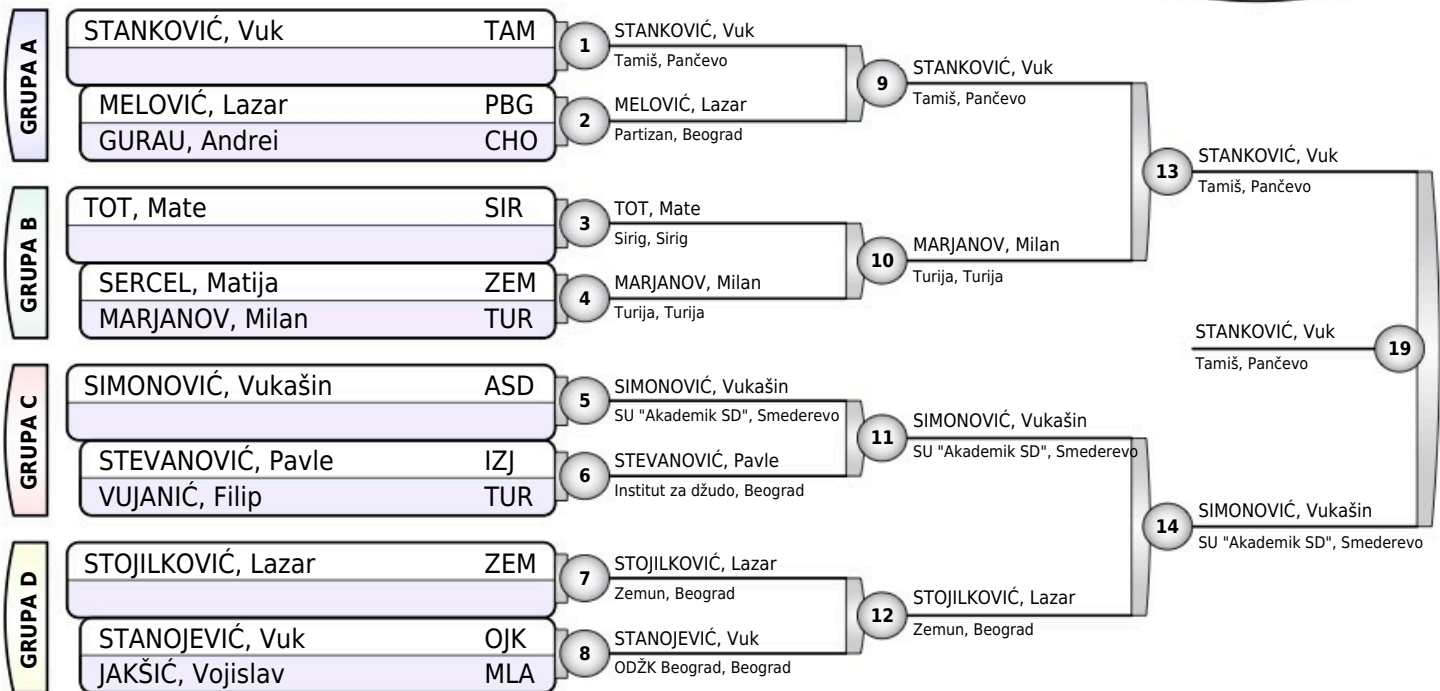 GRUPA A
STANKOVIĆ, Vuk TAM
MELOVIĆ, Lazar PBG
GURAU, Andrei CHO
GRUPA B
TOT, Mate SIR
SERCEL, Matija ZEM
MARJANOV, Milan TUR
GRUPA C
SIMONOVIĆ, Vukašin ASD
STEVANOVIĆ, Pavle IZJ
VUJANIĆ, Filip TUR
GRUPA D
STOJILKOVIĆ, Lazar ZEM
STANOJEVIĆ, Vuk OJK
JAKŠIĆ, Vojislav MLA
1
STANKOVIĆ, Vuk
Tamiš, Pančevo
2
MELOVIĆ, Lazar
Partizan, Beograd
3
TOT, Mate
Sirig, Sirig
4
MARJANOV, Milan
Turija, Turija
5
SIMONOVIĆ, Vukašin
SU "Akademik SD", Smederevo
6
STEVANOVIĆ, Pavle
Institut za džudo, Beograd
7
STOJILKOVIĆ, Lazar
Zemun, Beograd
8
STANOJEVIĆ, Vuk
ODŽK Beograd, Beograd
9
STANKOVIĆ, Vuk
Tamiš, Pančevo
10
MARJANOV, Milan
Turija, Turija
11
SIMONOVIĆ, Vukašin
SU "Akademik SD", Smederevo
12
STOJILKOVIĆ, Lazar
Zemun, Beograd
13
STANKOVIĆ, Vuk
Tamiš, Pančevo
14
SIMONOVIĆ, Vukašin
SU "Akademik SD", Smederevo
STANKOVIĆ, Vuk
Tamiš, Pančevo
19